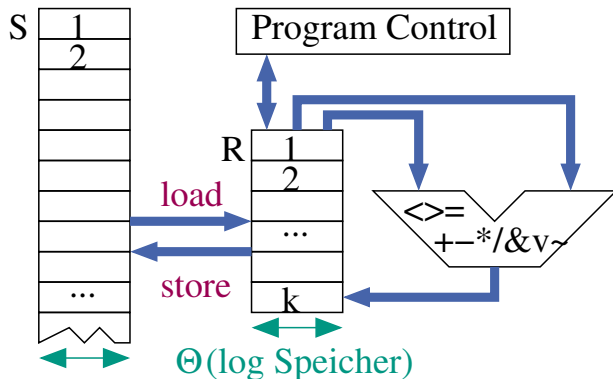 S
1
2
...
Program Control
R
1
2
...
k
load
store
<>=
+−*/&v~
Θ(log Speicher)